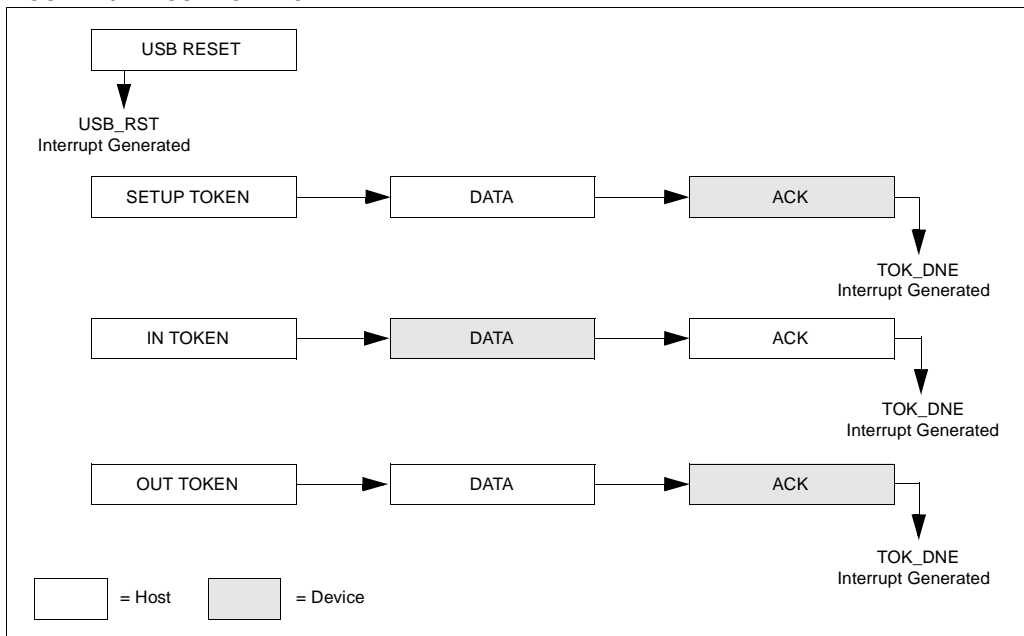 USB RESET
USB_RST
Interrupt Generated
SETUP TOKEN
DATA
ACK
TOK_DNE
Interrupt Generated
IN TOKEN
DATA
ACK
TOK_DNE
Interrupt Generated
OUT TOKEN
DATA
ACK
TOK_DNE
Interrupt Generated
= Host
= Device